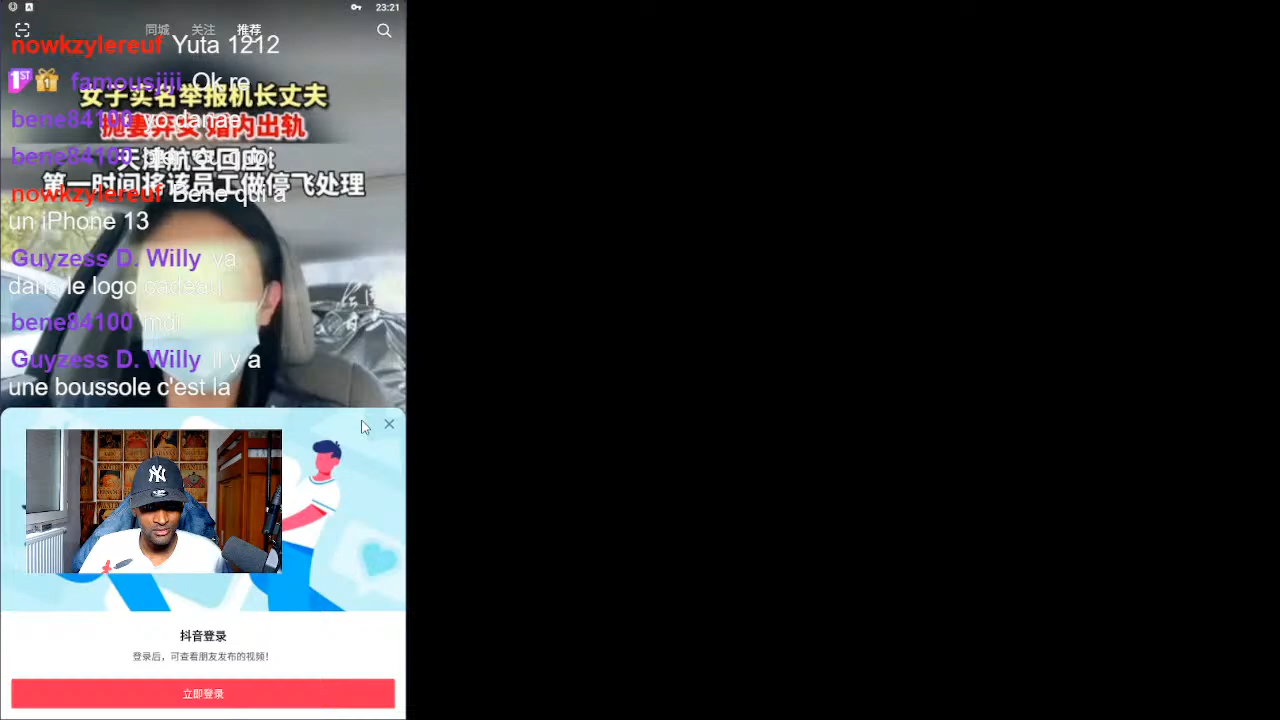 23:21
同城 关注 推荐
nowkzylereuf Yuta 1212
famousjiji Ok re
女子实名举报机长丈夫
bene84100 yo danae
抛妻弃女 婚内出轨
bene84100
天津航空回应：
第一时间将该员工做停飞处理
nowkzylereuf Bene qui a
un iPhone 13
Guyzess D. Willy va
dans le logo cadeau
bene84100 mdr
Guyzess D. Willy il y a
une boussole c'est la
抖音登录
登录后，可查看朋友发布的视频！
立即登录